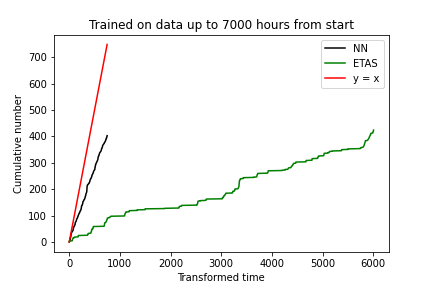 Trained on data up to 7000 hours from start
NN
ETAS
y = x
Cumulative number
700
600
500
400
300
200
100
0
0 1000 2000 3000 4000 5000 6000
Transformed time